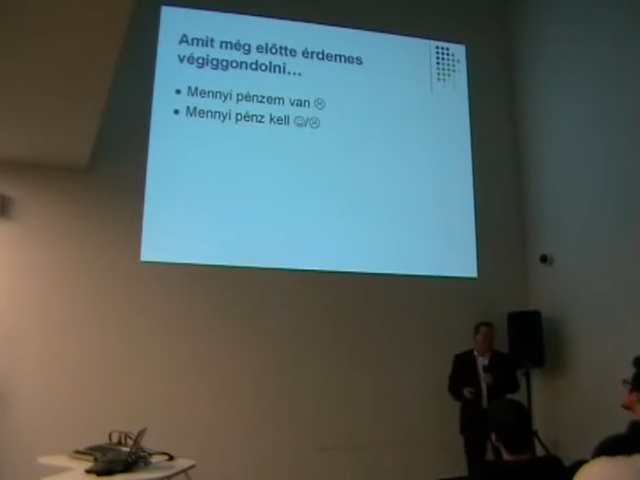 Amit még előtte érdemes
végiggondolni...
• Mennyi pénzem van ☹
• Mennyi pénz kell ☺/☹